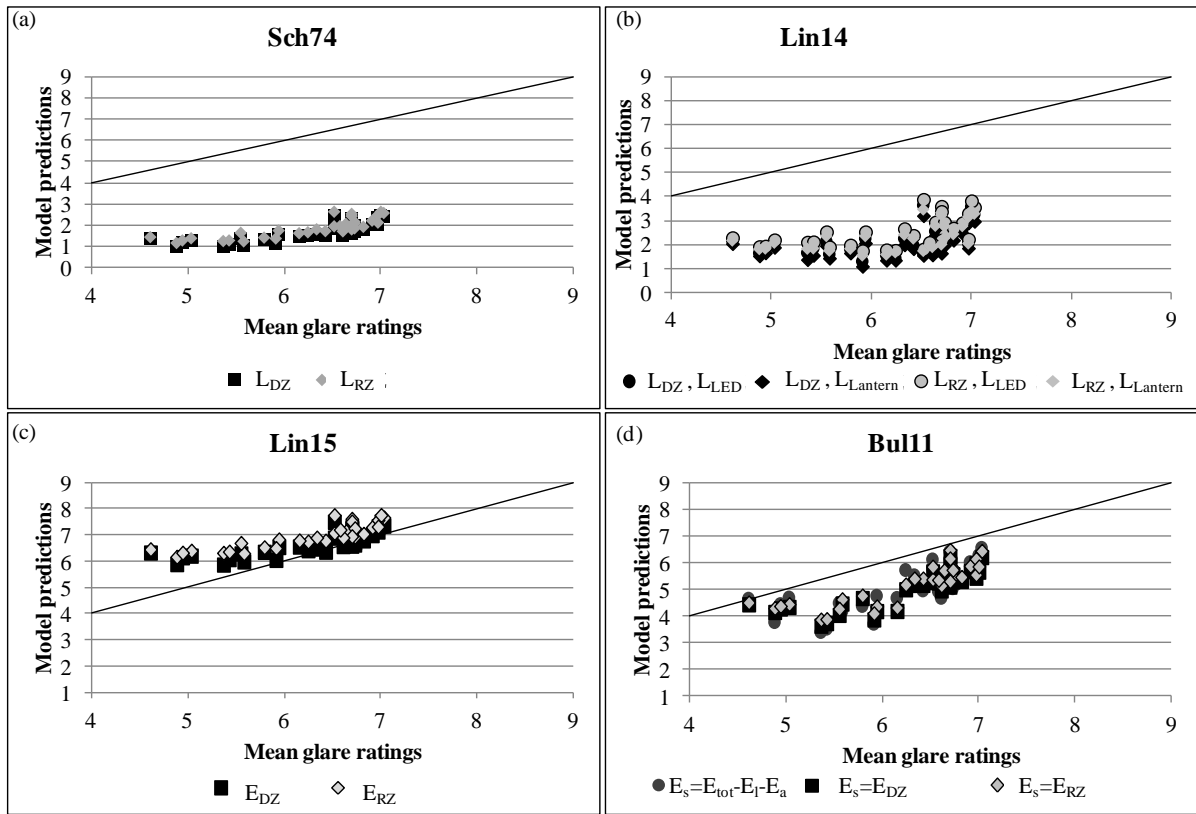 (a)
Sch74
Model predictions
9
8
7
6
5
4
3
2
1
0
4 5 6 7 8 9
Mean glare ratings
L_DZ L_RZ
(b)
Lin14
Model predictions
9
8
7
6
5
4
3
2
1
0
4 5 6 7 8 9
Mean glare ratings
L_DZ , L_LED L_DZ , L_Lantern L_RZ , L_LED L_RZ , L_Lantern
(c)
Lin15
Model predictions
9
8
7
6
5
4
3
2
1
4 5 6 7 8 9
Mean glare ratings
E_DZ E_RZ
(d)
Bul11
Model predictions
9
8
7
6
5
4
3
2
1
0
4 5 6 7 8 9
Mean glare ratings
E_s=E_tot-E_l-E_a E_s=E_DZ E_s=E_RZ